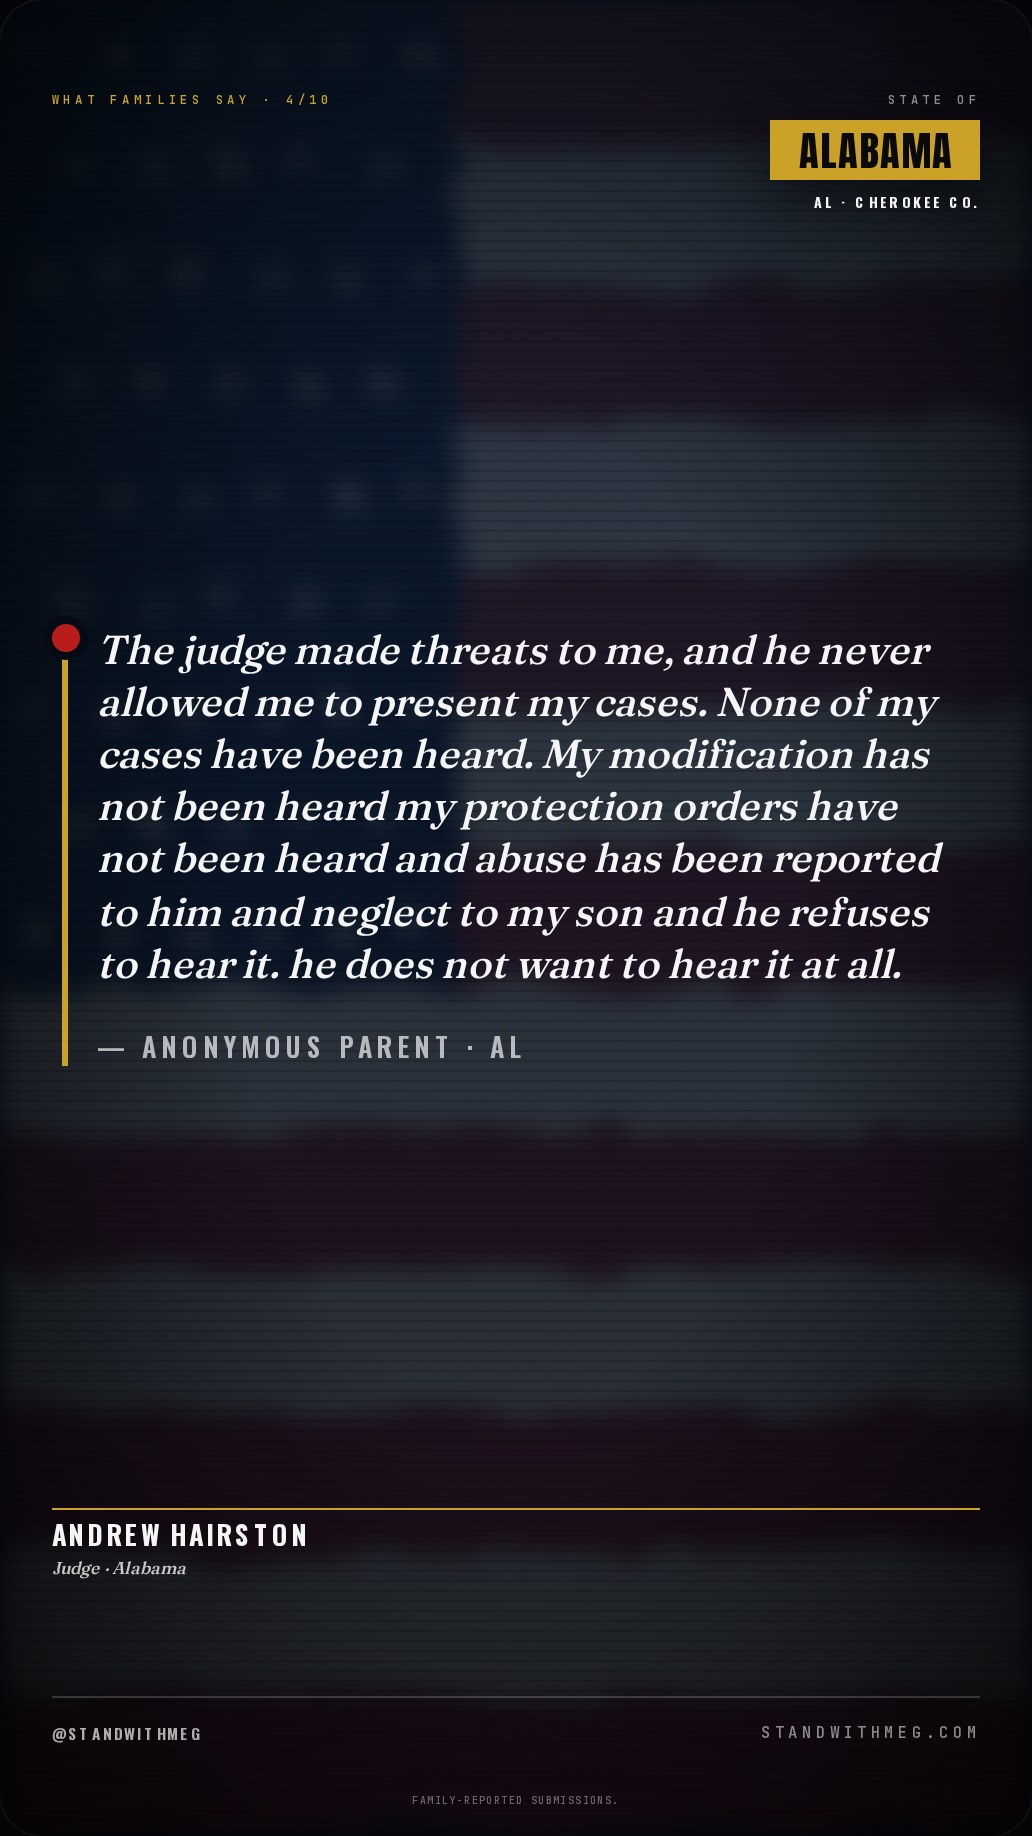 WHAT FAMILIES SAY · 4/10
STATE OF
ALABAMA
AL · CHEROKEE CO.
The judge made threats to me, and he never
allowed me to present my cases. None of my
cases have been heard. My modification has
not been heard my protection orders have
not been heard and abuse has been reported
to him and neglect to my son and he refuses
to hear it. he does not want to hear it at all.
— ANONYMOUS PARENT · AL
ANDREW HAIRSTON
Judge · Alabama
@STANDWITHMEG
STANDWITHMEG.COM
FAMILY-REPORTED SUBMISSIONS.